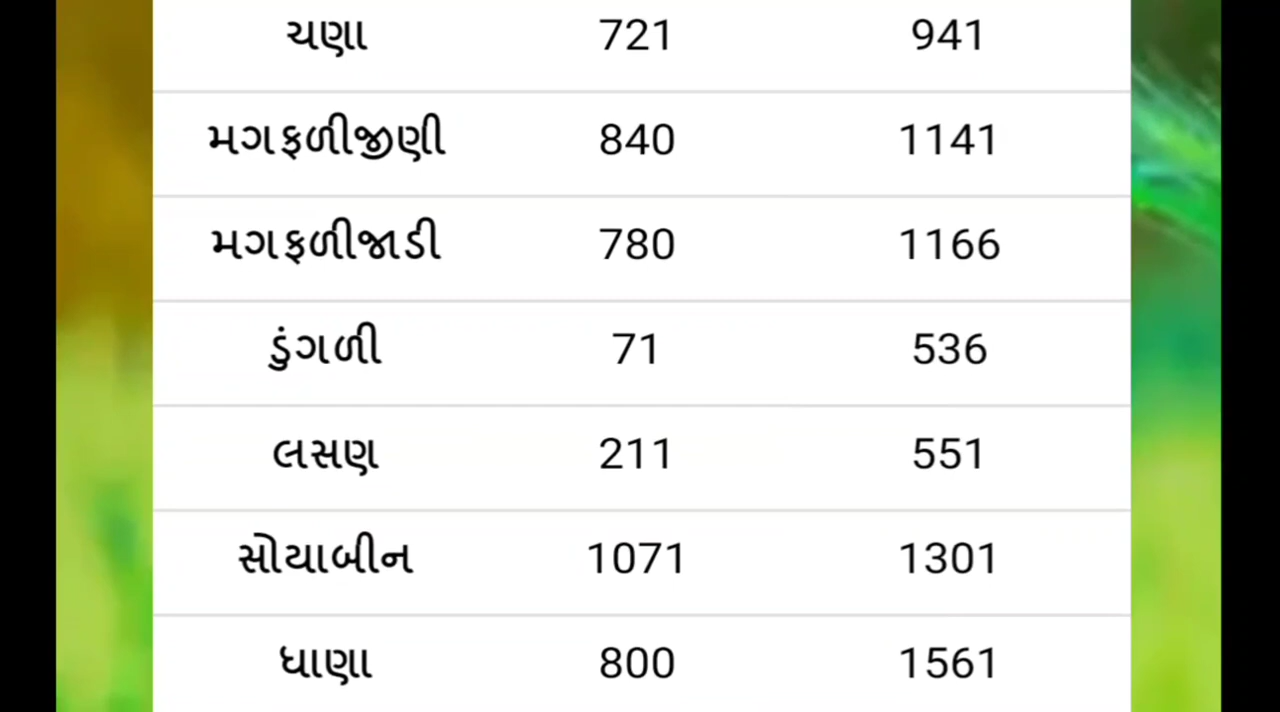 ચણા 721 941
મગફળીજીણી 840 1141
મગફળીજાડી 780 1166
ડુંગળી 71 536
લસણ 211 551
સોયાબીન 1071 1301
ધાણા 800 1561